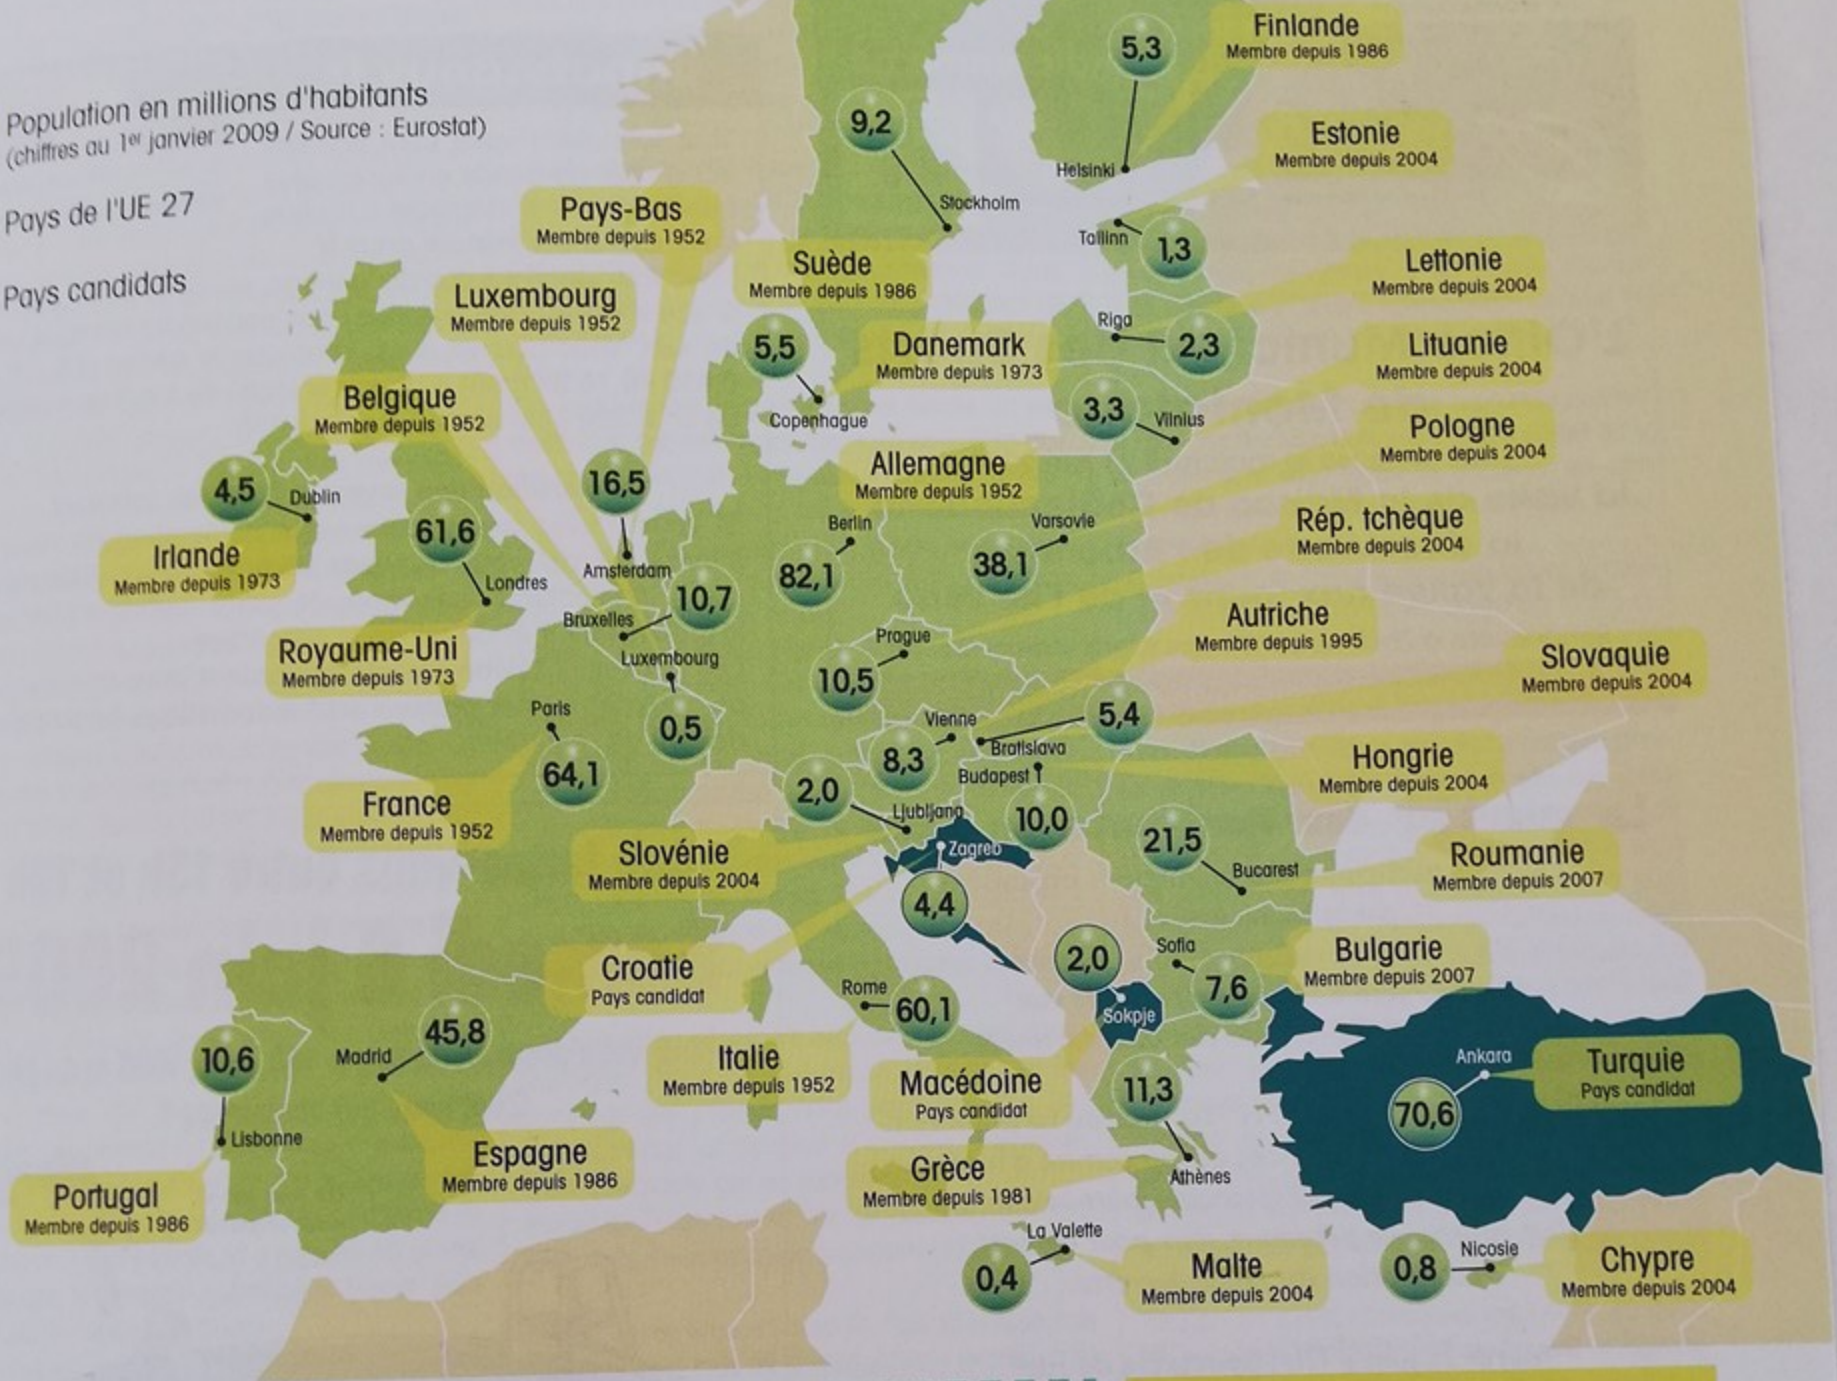 Population en millions d'habitants
(chiffres au 1er janvier 2009 / Source : Eurostat)
Pays de l'UE 27
Pays candidats
Finlande
Membre depuis 1986
5,3
Helsinki
9,2
Stockholm
Estonie
Membre depuis 2004
Tallinn
1,3
Pays-Bas
Membre depuis 1952
Suède
Membre depuis 1986
Lettonie
Membre depuis 2004
Luxembourg
Membre depuis 1952
Riga
2,3
5,5
Danemark
Membre depuis 1973
Copenhague
Lituanie
Membre depuis 2004
3,3
Vilnius
Belgique
Membre depuis 1952
Pologne
Membre depuis 2004
Allemagne
Membre depuis 1952
4,5
Dublin
Irlande
Membre depuis 1973
16,5
Amsterdam
61,6
Londres
Berlin
82,1
Varsovie
38,1
Rép. tchèque
Membre depuis 2004
10,7
Bruxelles
Luxembourg
0,5
Royaume-Uni
Membre depuis 1973
Prague
10,5
Autriche
Membre depuis 1995
Slovaquie
Membre depuis 2004
Paris
64,1
France
Membre depuis 1952
Vienne
8,3
5,4
Bratislava
Budapest
10,0
Hongrie
Membre depuis 2004
2,0
Ljubljana
Slovénie
Membre depuis 2004
Zagreb
4,4
21,5
Bucarest
Roumanie
Membre depuis 2007
Croatie
Pays candidat
2,0
Sokpje
Sofia
7,6
Bulgarie
Membre depuis 2007
Rome
60,1
Italie
Membre depuis 1952
Macédoine
Pays candidat
10,6
Lisbonne
Madrid
45,8
Espagne
Membre depuis 1986
Portugal
Membre depuis 1986
11,3
Athènes
Grèce
Membre depuis 1981
Ankara
70,6
Turquie
Pays candidat
La Valette
0,4
Malte
Membre depuis 2004
0,8
Nicosie
Chypre
Membre depuis 2004